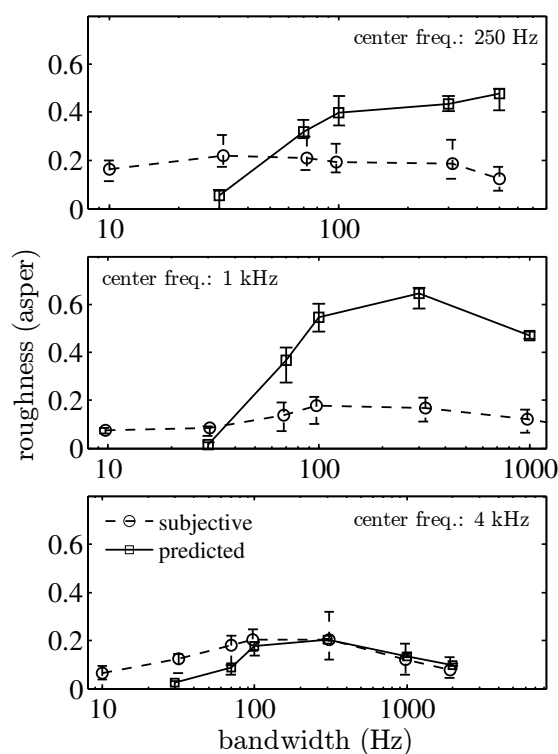 center freq.: 250 Hz
0.6
0.4
0.2
0
10
100
center freq.: 1 kHz
0.6
0.4
0.2
0
10
100
1000
roughness (asper)
center freq.: 4 kHz
subjective
predicted
0.6
0.4
0.2
0
10
100
1000
bandwidth (Hz)